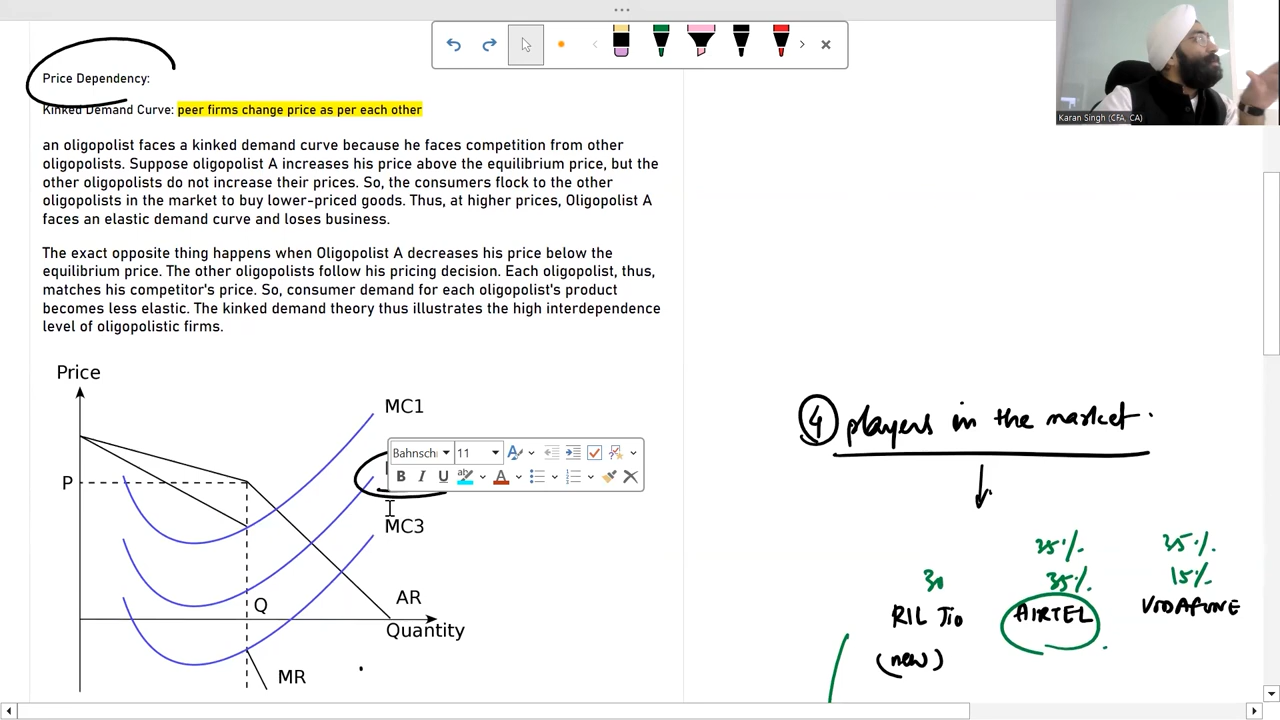 Price Dependency:
Kinked Demand Curve: peer firms change price as per each other
an oligopolist faces a kinked demand curve because he faces competition from other
oligopolists. Suppose oligopolist A increases his price above the equilibrium price, but the
other oligopolists do not increase their prices. So, the consumers flock to the other
oligopolists in the market to buy lower-priced goods. Thus, at higher prices, Oligopolist A
faces an elastic demand curve and loses business.
The exact opposite thing happens when Oligopolist A decreases his price below the
equilibrium price. The other oligopolists follow his pricing decision. Each oligopolist, thus,
matches his competitor's price. So, consumer demand for each oligopolist's product
becomes less elastic. The kinked demand theory thus illustrates the high interdependence
level of oligopolistic firms.
Price
MC1
P
Bahnschr 11
B I U ab A
MC3
Q
AR
Quantity
MR
4 players in the market.
35% 35%
30 35% 15%
RIL Jio AIRTEL VODAFONE
(new)
Karan Singh (CFA, CA)